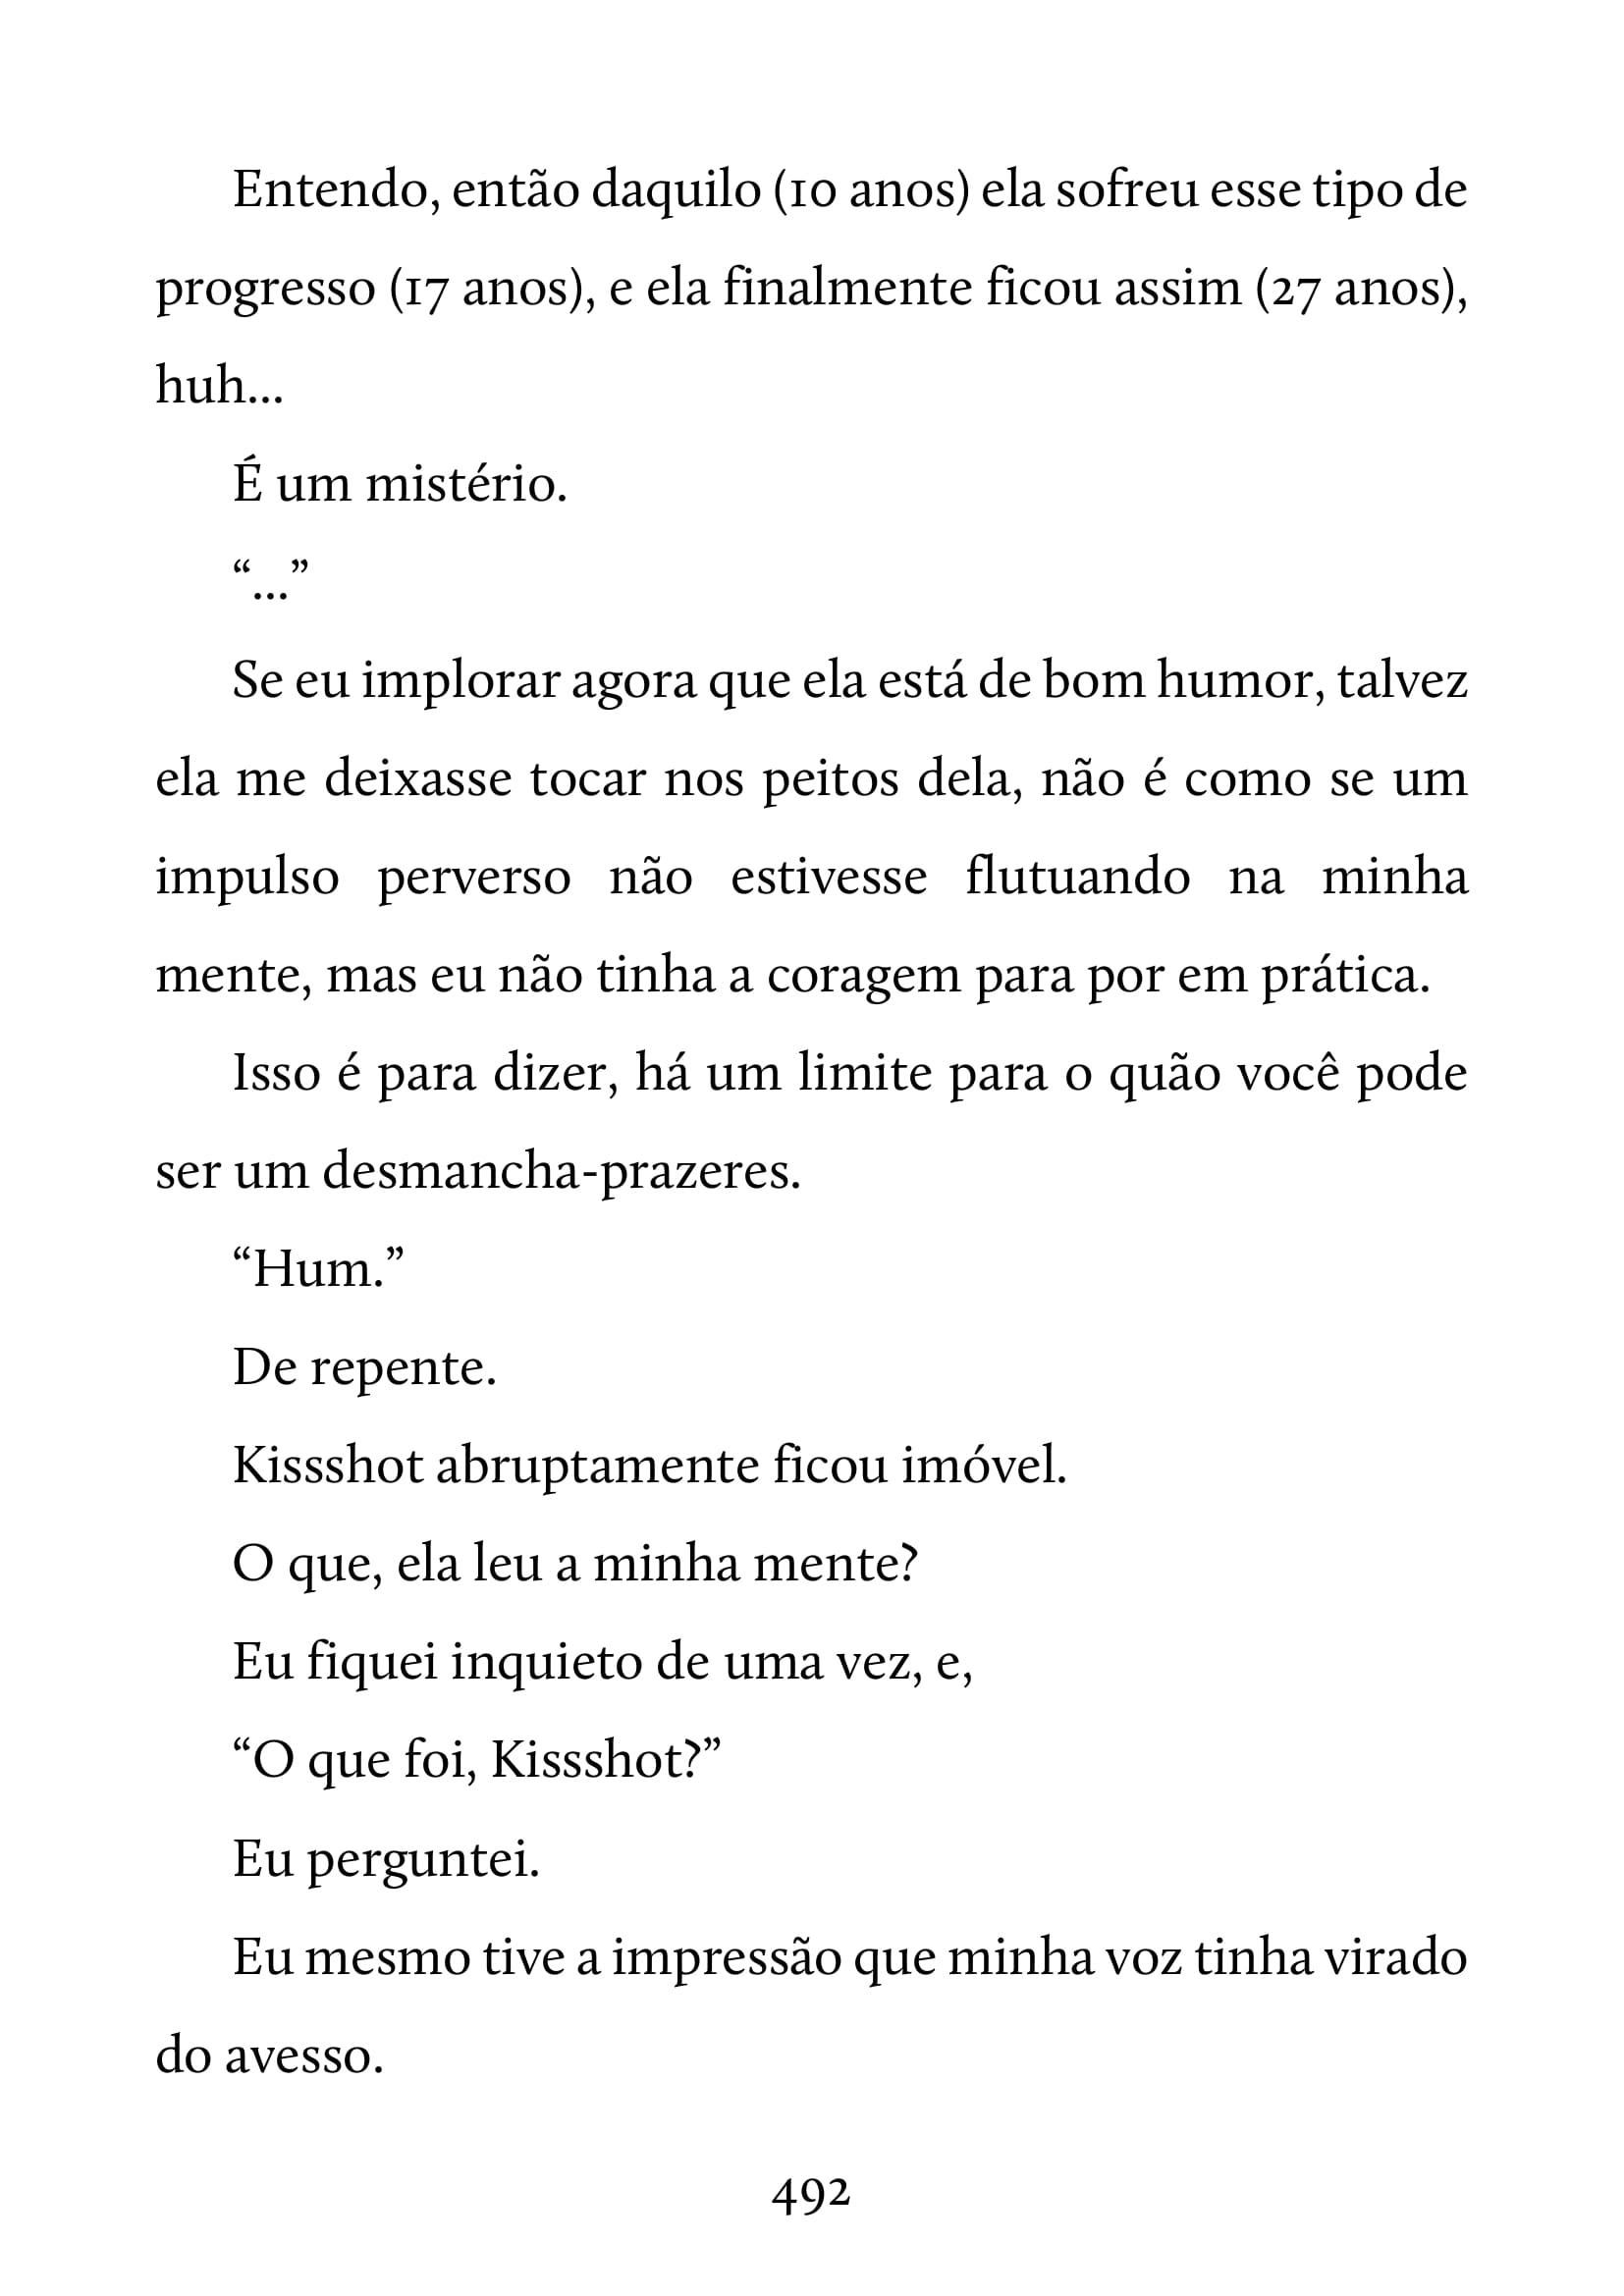 Entendo, então daquilo (10 anos) ela sofreu esse tipo de
progresso (17 anos), e ela finalmente ficou assim (27 anos),
huh...
É um mistério.
“...”
Se eu implorar agora que ela está de bom humor, talvez
ela me deixasse tocar nos peitos dela, não é como se um
impulso perverso não estivesse flutuando na minha
mente, mas eu não tinha a coragem para por em prática.
Isso é para dizer, há um limite para o quão você pode
ser um desmancha-prazeres.
“Hum.”
De repente.
Kissshot abruptamente ficou imóvel.
O que, ela leu a minha mente?
Eu fiquei inquieto de uma vez, e,
“O que foi, Kissshot?”
Eu perguntei.
Eu mesmo tive a impressão que minha voz tinha virado
do avesso.
492